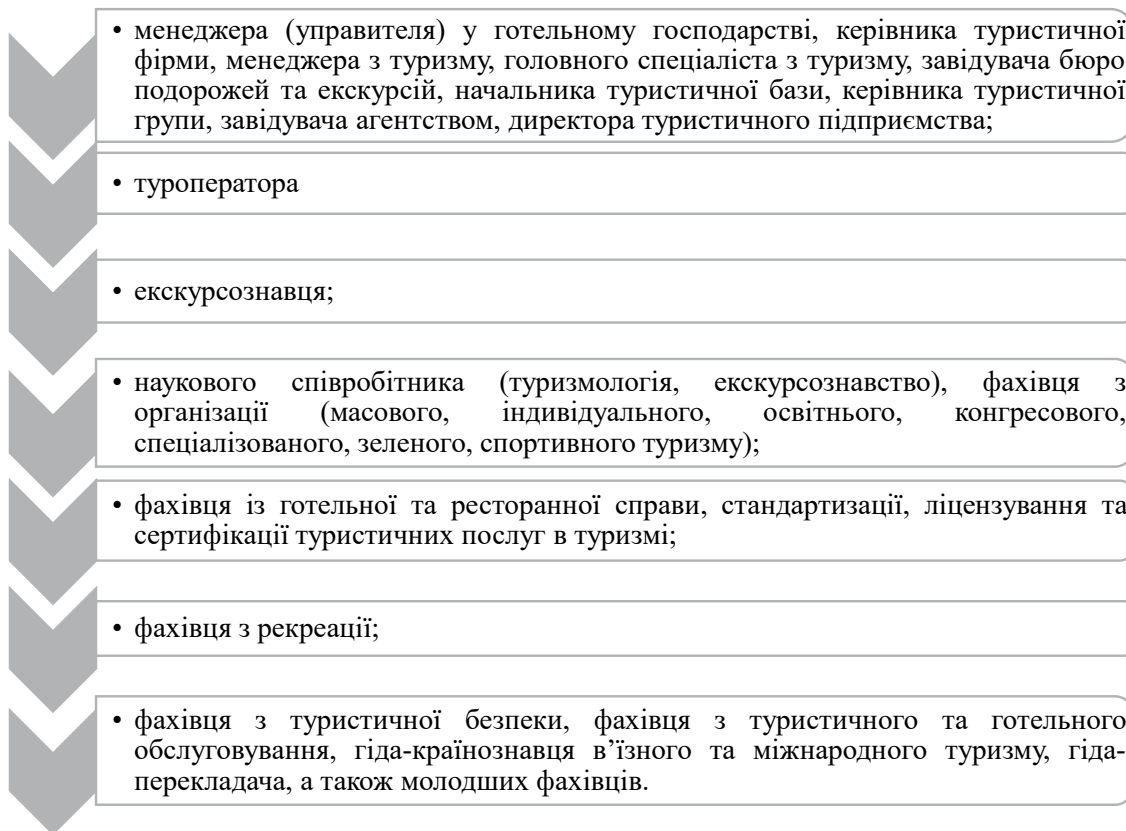 • менеджера (управителя) у готельному господарстві, керівника туристичної
фірми, менеджера з туризму, головного спеціаліста з туризму, завідувача бюро
подорожей та екскурсій, начальника туристичної бази, керівника туристичної
групи, завідувача агентством, директора туристичного підприємства;
• туроператора
• екскурсознавця;
• наукового співробітника (туризмологія, екскурсознавство), фахівця з
організації (масового, індивідуального, освітнього, конгресового,
спеціалізованого, зеленого, спортивного туризму);
• фахівця із готельної та ресторанної справи, стандартизації, ліцензування та
сертифікації туристичних послуг в туризмі;
• фахівця з рекреації;
• фахівця з туристичної безпеки, фахівця з туристичного та готельного
обслуговування, гіда-країнознавця в’їзного та міжнародного туризму, гіда-
перекладача, а також молодших фахівців.